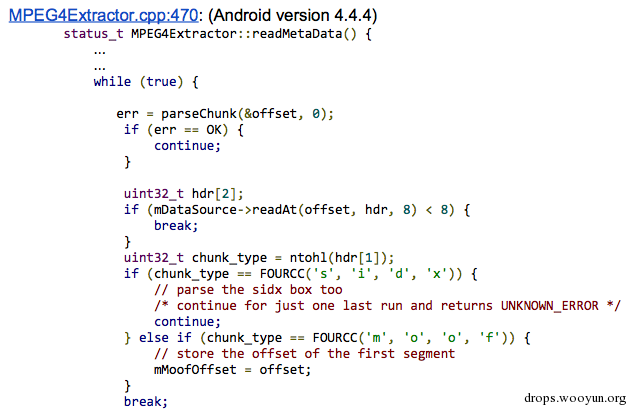 MPEG4Extractor.cpp:470: (Android version 4.4.4)
status_t MPEG4Extractor::readMetaData() {
...
...
while (true) {
err = parseChunk(&offset, 0);
if (err == OK) {
continue;
}
uint32_t hdr[2];
if (mDataSource->readAt(offset, hdr, 8) < 8) {
break;
}
uint32_t chunk_type = ntohl(hdr[1]);
if (chunk_type == FOURCC('s', 'i', 'd', 'x')) {
// parse the sidx box too
/* continue for just one last run and returns UNKNOWN_ERROR */
continue;
} else if (chunk_type == FOURCC('m', 'o', 'o', 'f')) {
// store the offset of the first segment
mMoofOffset = offset;
}
break;
drops.wooyun.org